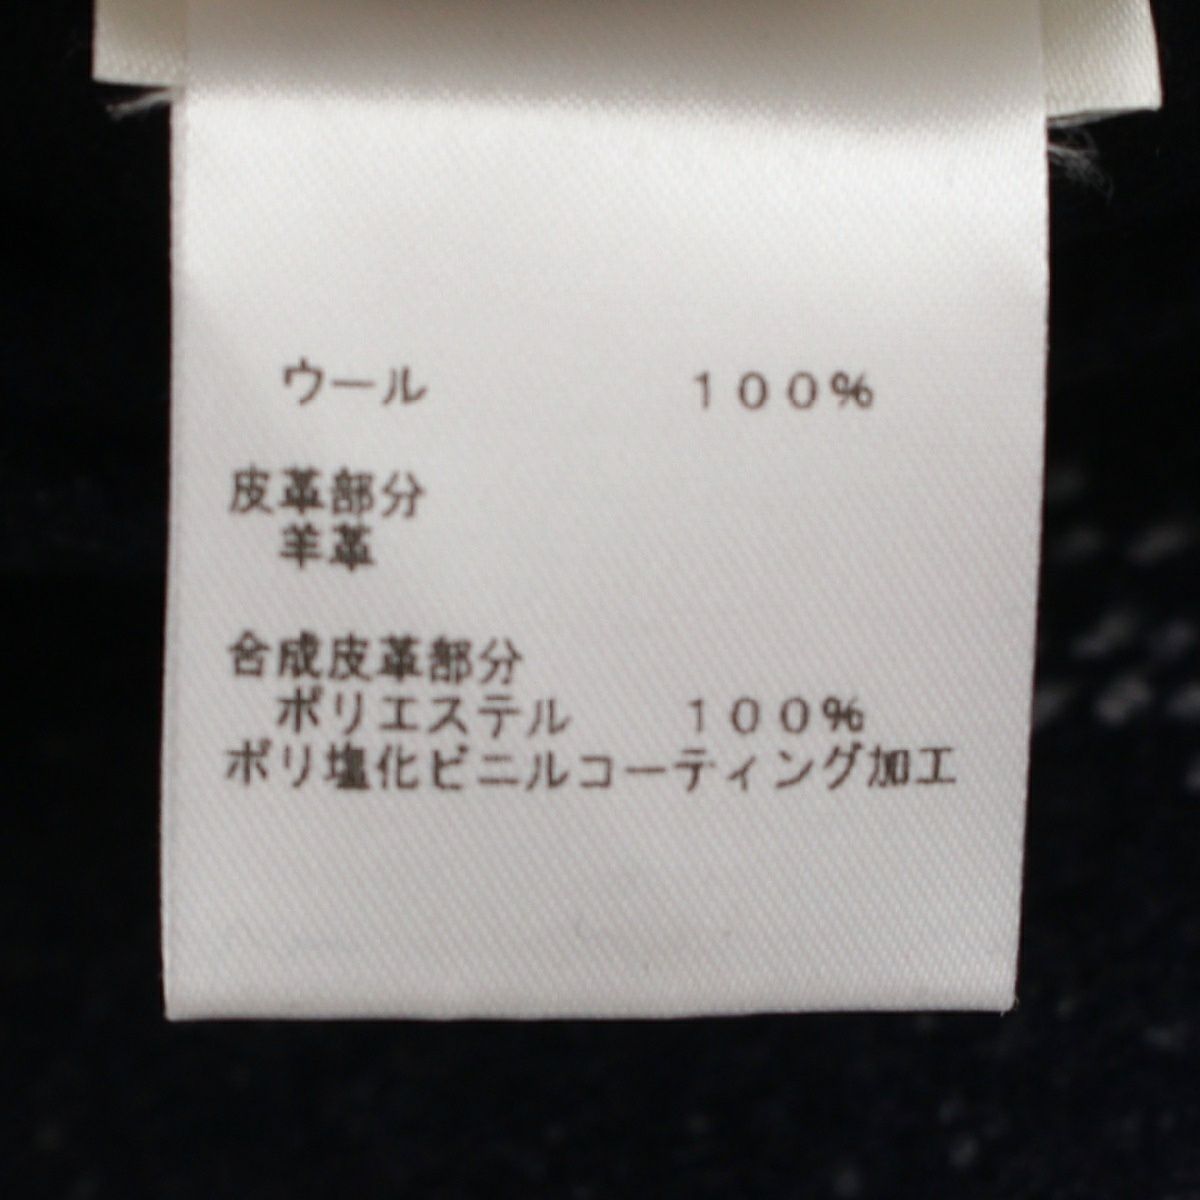 ウール 100%
皮革部分
羊革
合成皮革部分
ポリエステル 100%
ポリ塩化ビニルコーティング加工